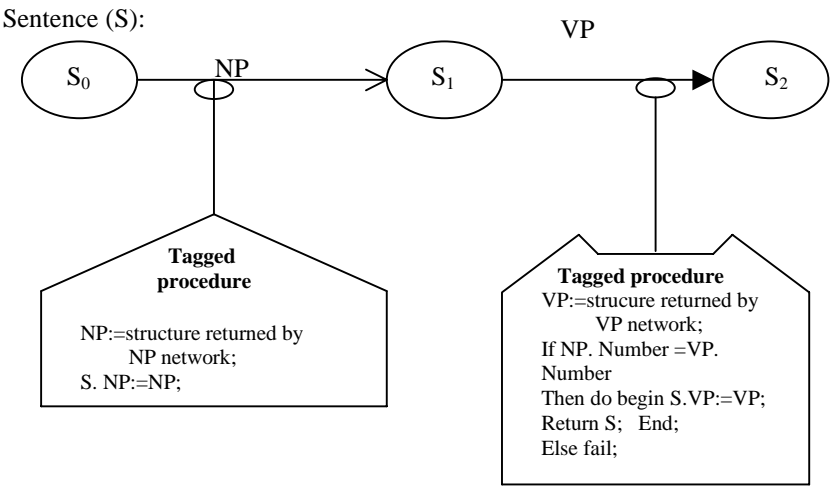 Sentence (S):
VP
NP
S₀
S₁
S₂
Tagged
procedure
NP:=structure returned by
NP network;
S. NP:=NP;
Tagged procedure
VP:=strucure returned by
VP network;
If NP. Number =VP.
Number
Then do begin S.VP:=VP;
Return S; End;
Else fail;